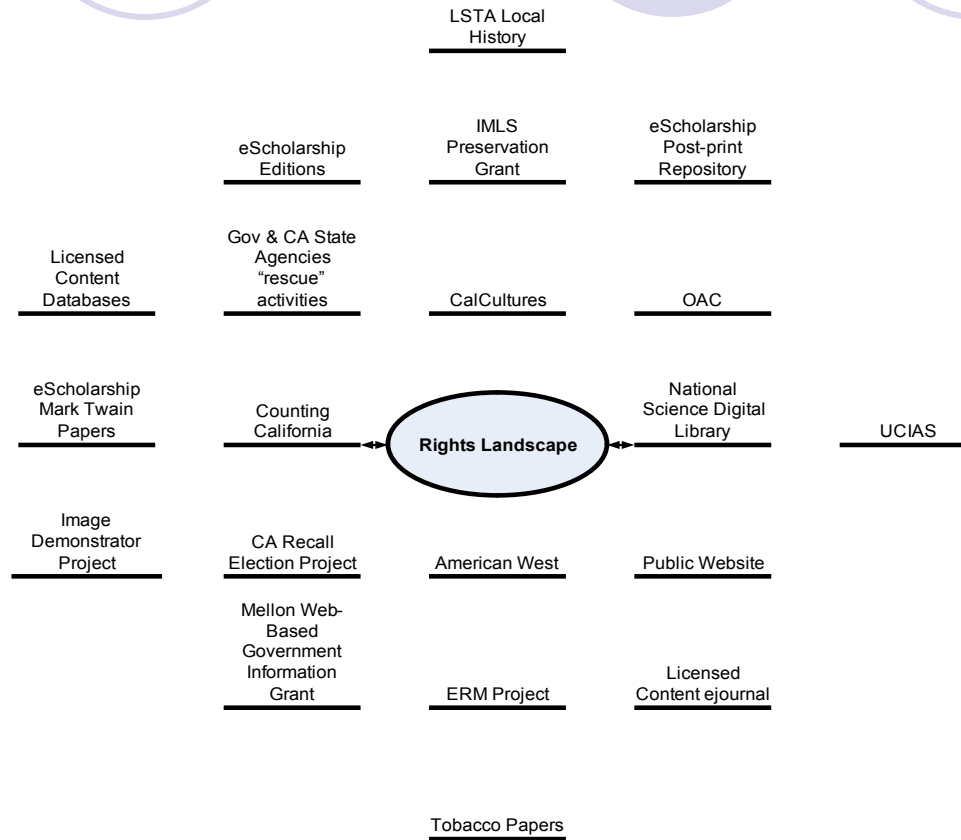 LSTA Local
History
eScholarship
Editions
IMLS
Preservation
Grant
eScholarship
Post-print
Repository
Licensed
Content
Databases
Gov & CA State
Agencies
“rescue”
activities
CalCultures
OAC
eScholarship
Mark Twain
Papers
Counting
California
Rights Landscape
National
Science Digital
Library
UCIAS
Image
Demonstrator
Project
CA Recall
Election Project
American West
Public Website
Mellon Web-
Based
Government
Information
Grant
ERM Project
Licensed
Content ejournal
Tobacco Papers